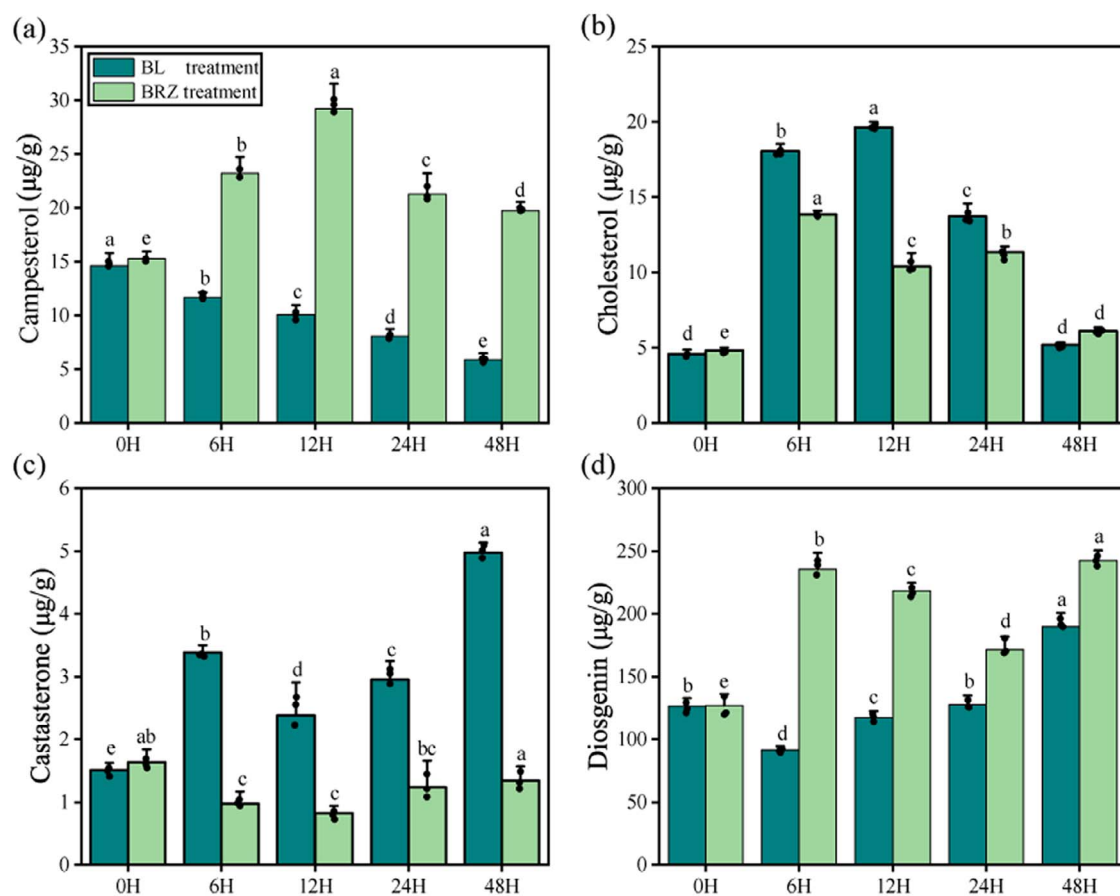 (a)
35
30
25
20
15
10
5
0
Campesterol (µg/g)
BL treatment
BRZ treatment
a e b b c a d c e d
0H 6H 12H 24H 48H
(b)
25
20
15
10
5
0
Cholesterol (µg/g)
d e b a a c c b d d
0H 6H 12H 24H 48H
(c)
6
5
4
3
2
1
0
Castasterone (µg/g)
e ab b c d c c bc a a
0H 6H 12H 24H 48H
(d)
300
250
200
150
100
50
0
Diosgenin (µg/g)
b e d b c c b d a a
0H 6H 12H 24H 48H